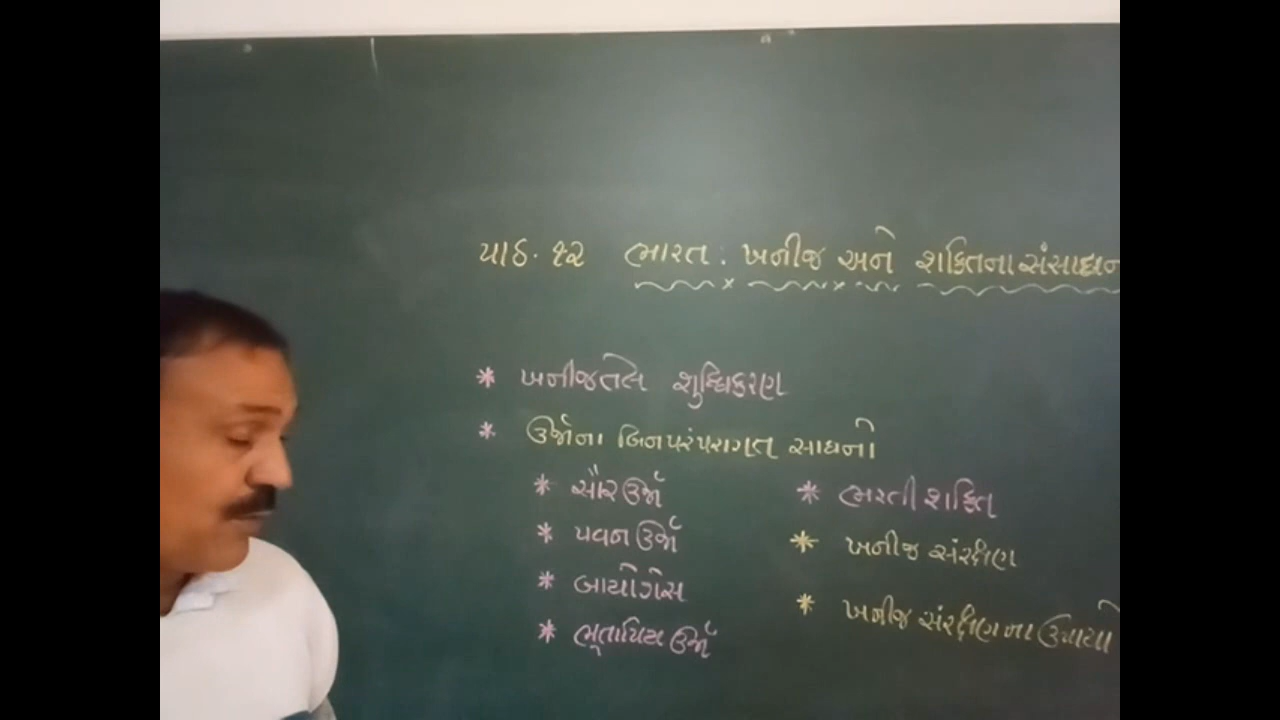 પાઠ. ૧૨ ભારત : ખનીજ અને શક્તિના સંસાધન
* ખનીજતેલ શુદ્ધિકરણ
* ઉર્જાના બિનપરંપરાગત સાધનો
* સૌર ઉર્જા
* પવન ઉર્જા
* બાયોગેસ
* ભૂતાપિય ઉર્જા
* ભરતી શક્તિ
* ખનીજ સંરક્ષણ
* ખનીજ સંરક્ષણ ના ઉપાયો